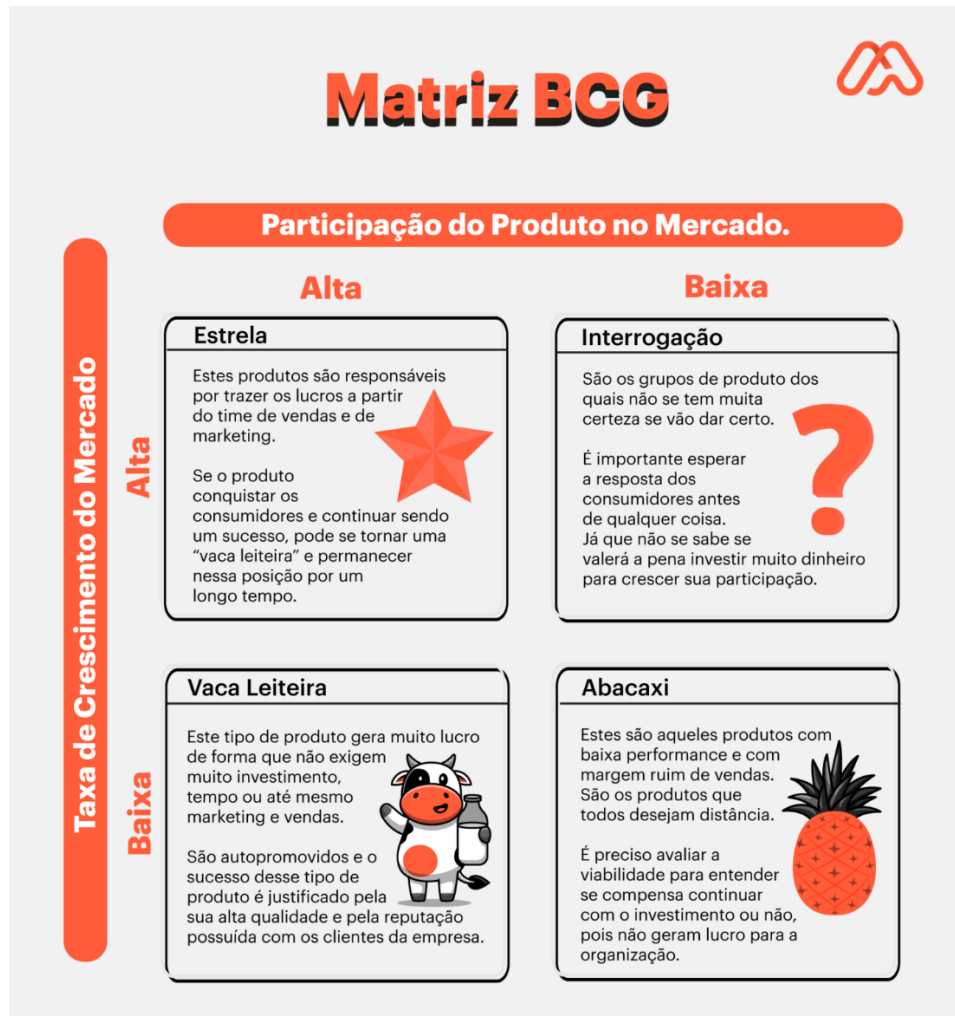 Matriz BCG
Participação do Produto no Mercado.
Alta
Baixa
Taxa de Crescimento do Mercado
Alta
Estrela
Estes produtos são responsáveis
por trazer os lucros a partir
do time de vendas e de
marketing.
Se o produto
conquistar os
consumidores e continuar sendo
um sucesso, pode se tornar uma
“vaca leiteira” e permanecer
nessa posição por um
longo tempo.
Interrogação
São os grupos de produto dos
quais não se tem muita
certeza se vão dar certo.
É importante esperar
a resposta dos
consumidores antes
de qualquer coisa.
Já que não se sabe se
valerá a pena investir muito dinheiro
para crescer sua participação.
?
Baixa
Vaca Leiteira
Este tipo de produto gera muito lucro
de forma que não exigem
muito investimento,
tempo ou até mesmo
marketing e vendas.
São autopromovidos e o
sucesso desse tipo de
produto é justificado pela
sua alta qualidade e pela reputação
possuída com os clientes da empresa.
Abacaxi
Estes são aqueles produtos com
baixa performance e com
margem ruim de vendas.
São os produtos que
todos desejam distância.
É preciso avaliar a
viabilidade para entender
se compensa continuar
com o investimento ou não,
pois não geram lucro para a
organização.